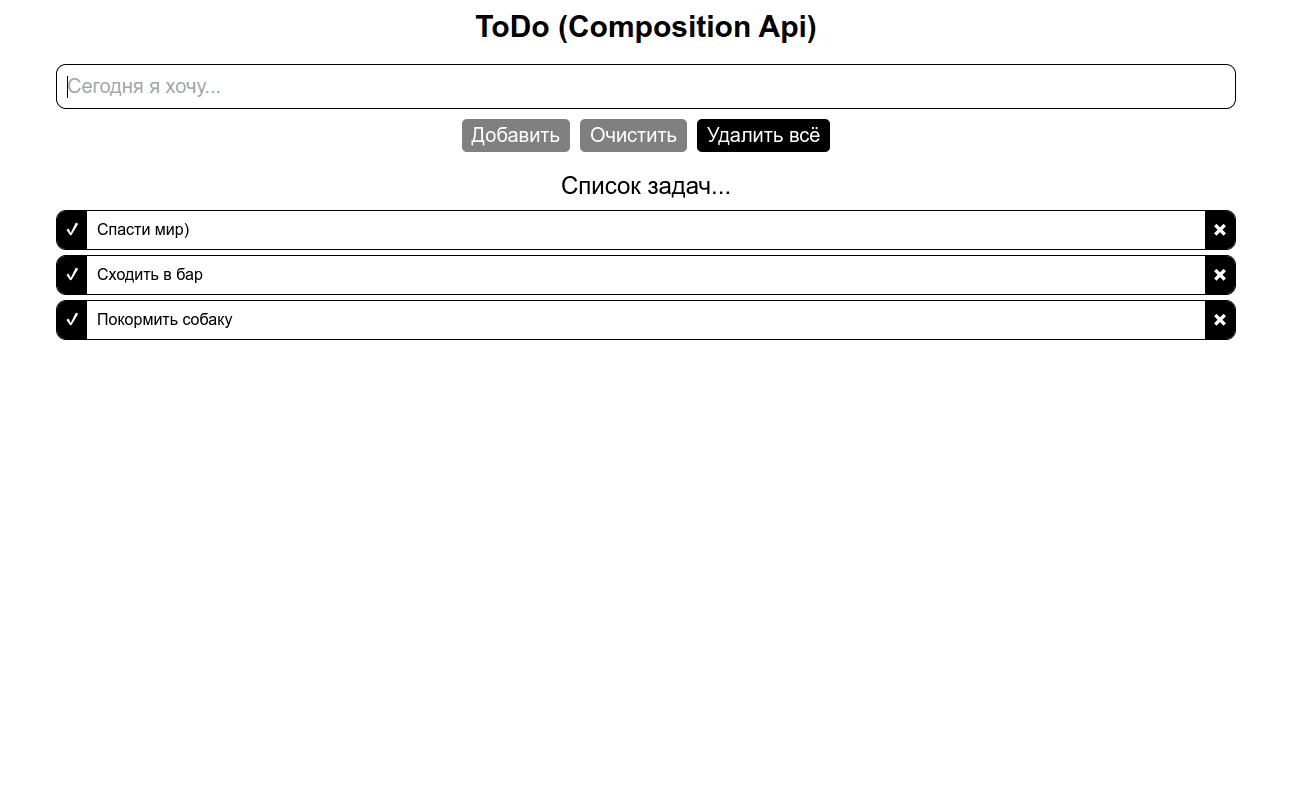 ToDo (Composition Api)
Сегодня я хочу...
Добавить Очистить Удалить всё
Список задач...
✓ Спасти мир) ✖
✓ Сходить в бар ✖
✓ Покормить собаку ✖